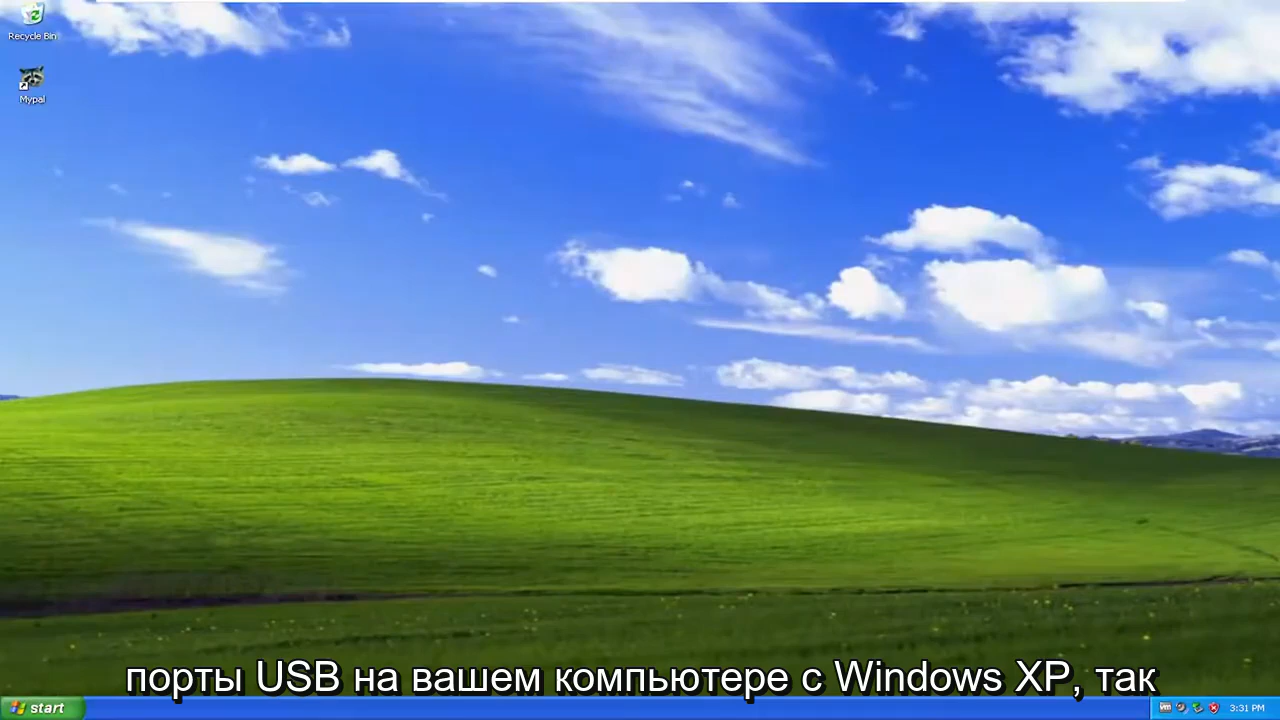 Recycle Bin
Mypal
порты USB на вашем компьютере с Windows XP, так
start
3:31 PM